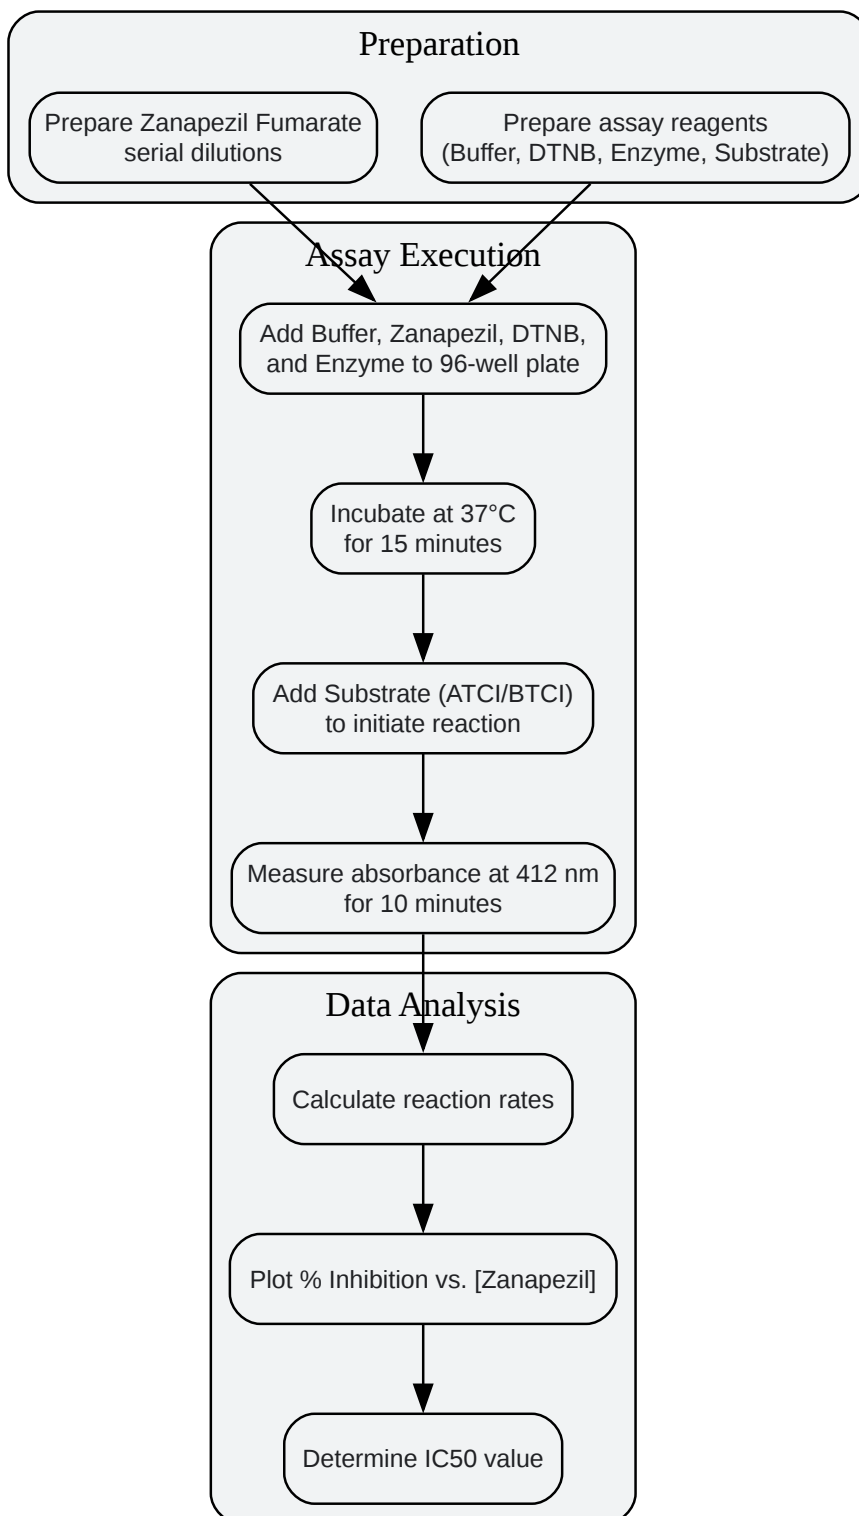 Preparation
Prepare Zanapezil Fumarate
serial dilutions
Prepare assay reagents
(Buffer, DTNB, Enzyme, Substrate)
Assay Execution
Add Buffer, Zanapezil, DTNB,
and Enzyme to 96-well plate
Incubate at 37°C
for 15 minutes
Add Substrate (ATCI/BTCI)
to initiate reaction
Measure absorbance at 412 nm
for 10 minutes
Data Analysis
Calculate reaction rates
Plot % Inhibition vs. [Zanapezil]
Determine IC50 value